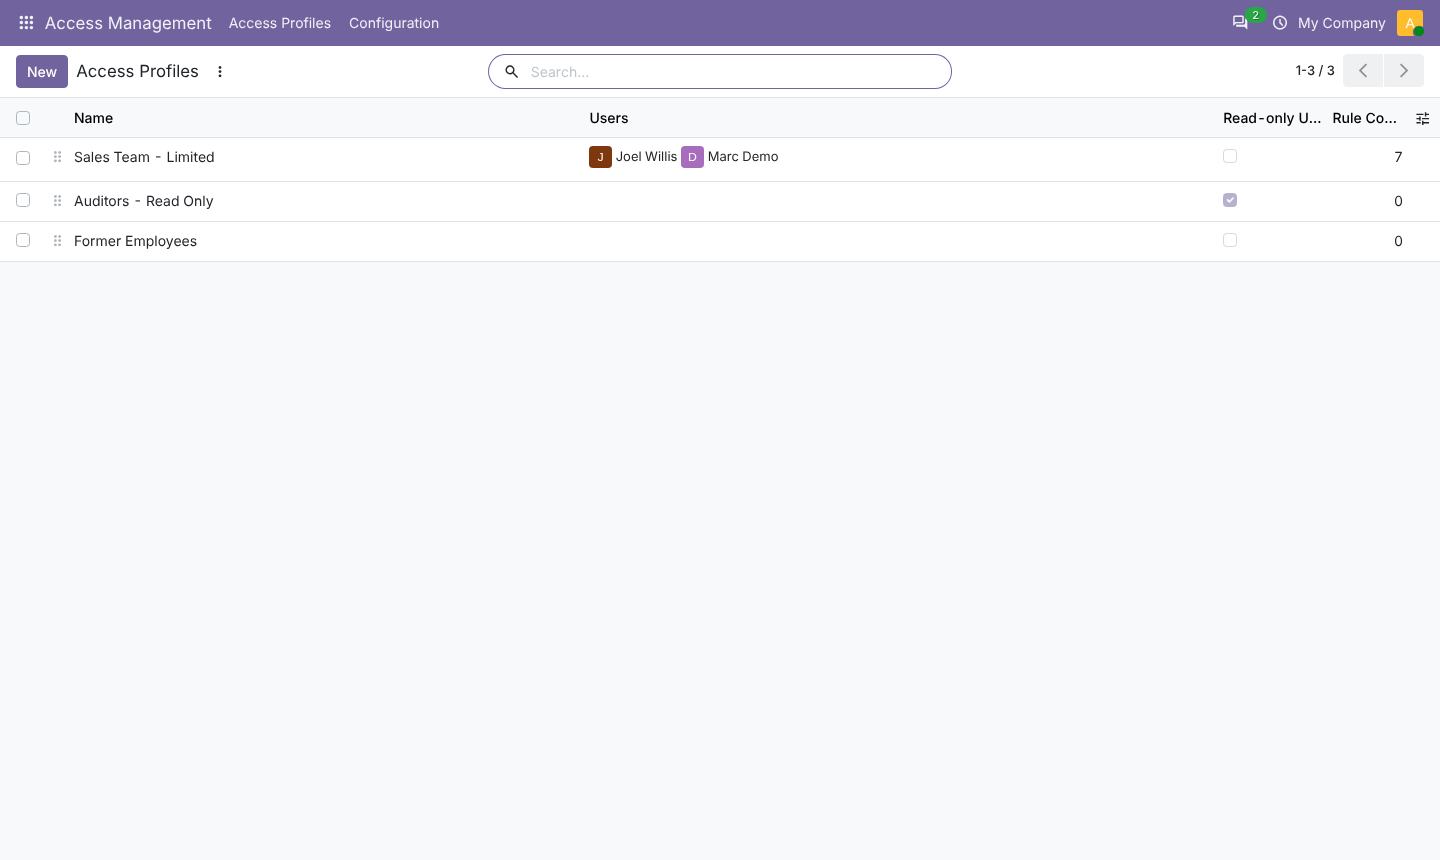 Access Management Access Profiles Configuration 2 My Company A
New Access Profiles Search... 1-3 / 3
Name Users Read-only U... Rule Co...
Sales Team - Limited J Joel Willis D Marc Demo 7
Auditors - Read Only 0
Former Employees 0